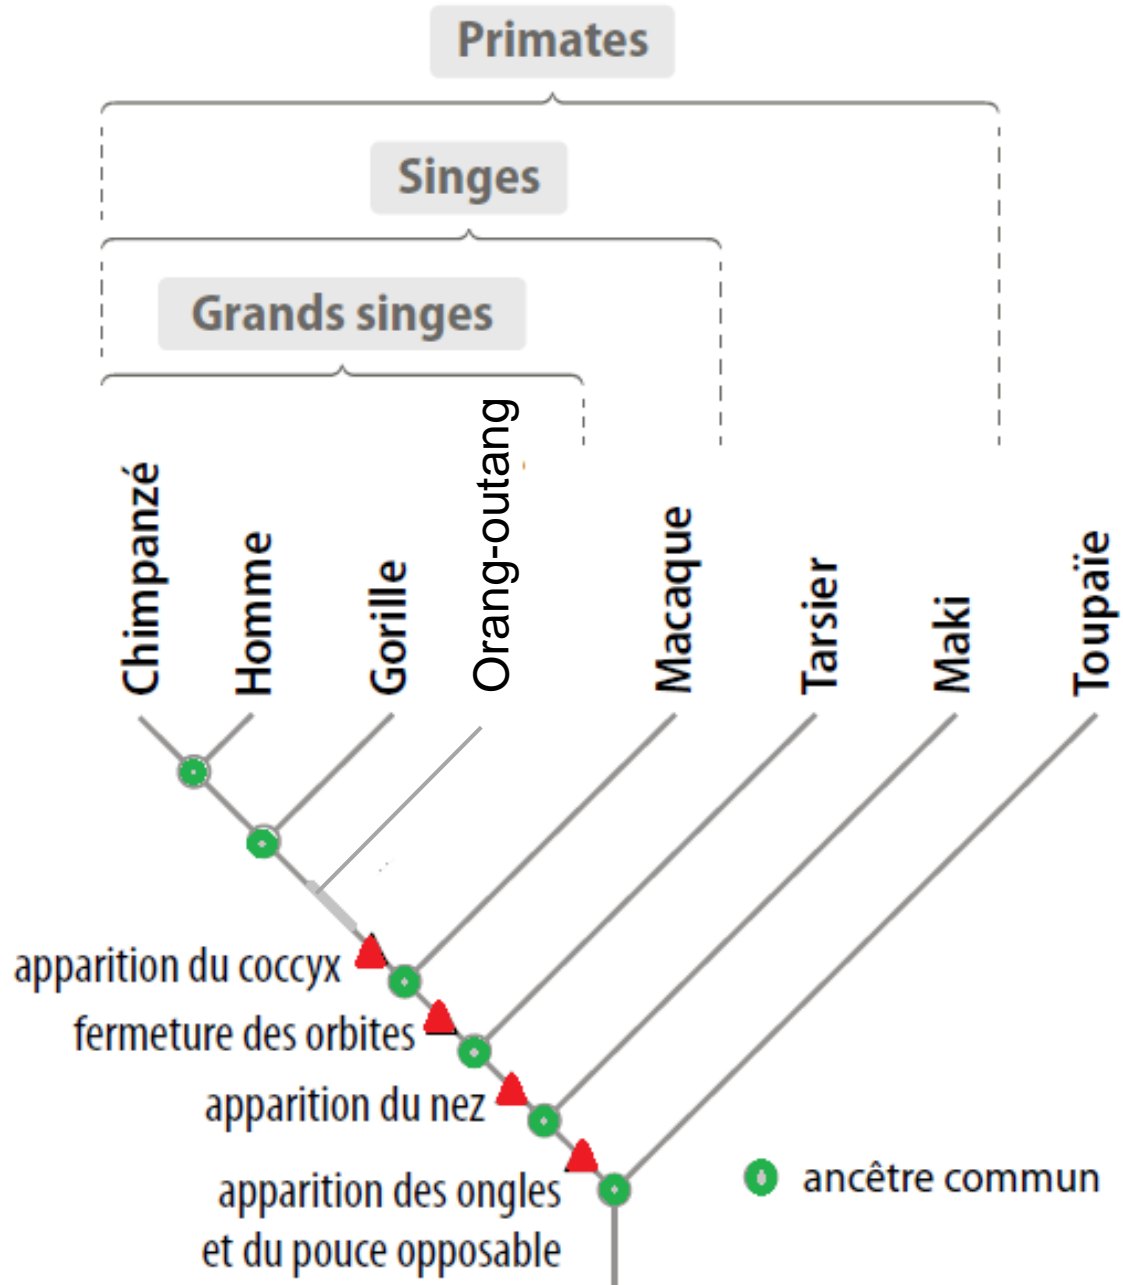 Primates
Singes
Grands singes
Chimpanzé
Homme
Gorille
Orang-outang
Macaque
Tarsier
Maki
Toupaïe
apparition du coccyx
fermeture des orbites
apparition du nez
apparition des ongles
et du pouce opposable
ancêtre commun